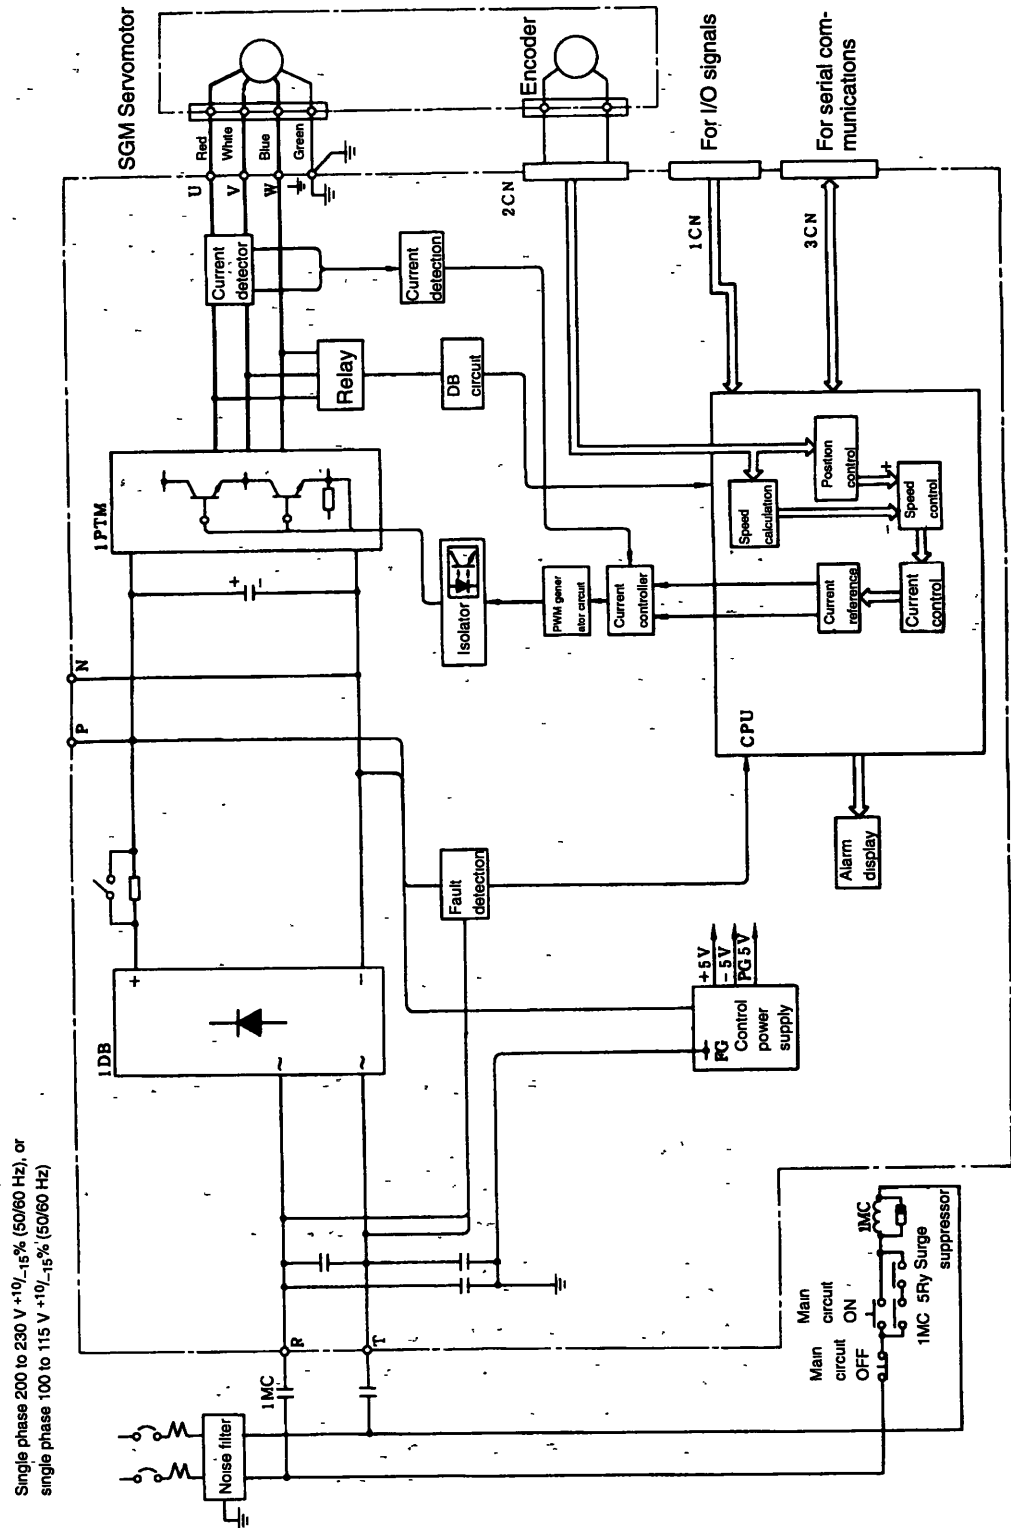 Single phase 200 to 230 V +10/−15% (50/60 Hz), or
single phase 100 to 115 V +10/−15% (50/60 Hz)
Noise filter
1MC
R
T
1DB
+
−
~
~
P
N
+
-
1PTM
Relay
Current
detector
U
V
W
Red
White
Blue
Green
SGM Servomotor
Encoder
2CN
1CN
For I/O signals
3CN
For serial com-
munications
Current
detection
DB
circuit
Isolator
PWM gener
ator circuit
Current
controller
Fault
detection
CPU
Speed
calculation
Position
control
+
-
Speed
control
Current
reference
Current
control
Alarm
display
+5V
-5V
PG5V
FG
Control
power
supply
Main
circuit
OFF
Main
circuit
ON
1MC
1MC 5Ry Surge
suppressor